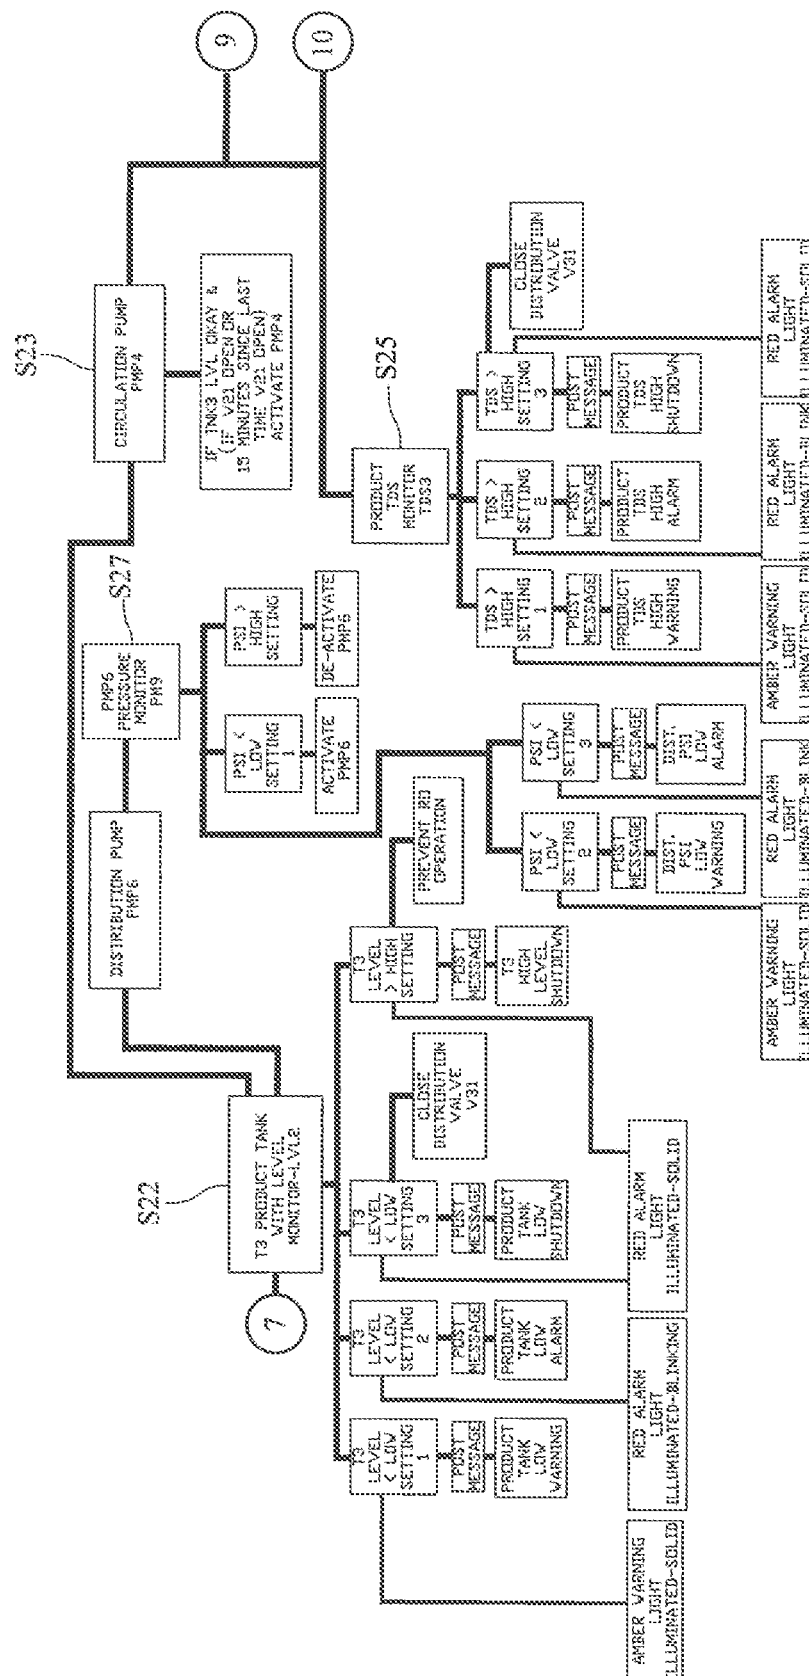 S23
CIRCULATION PUMP
PMP4
9
10
IF TNK3 LVL OKAY &
(IF V21 OPEN OR
15 MINUTES SINCE LAST
TIME V21 OPEN)
ACTIVATE PMP4
S27
PMP6
PRESSURE
MONITOR
PM9
DISTRIBUTION PUMP
PMP6
PSI <
LOW
SETTING
1
ACTIVATE
PMP6
PSI >
HIGH
SETTING
DE-ACTIVATE
PMP6
S22
T3 PRODUCT TANK
WITH LEVEL
MONITOR-LVL2
7
S25
PRODUCT
TDS
MONITOR
TDS3
T3
LEVEL
< LOW
SETTING
1
POST
MESSAGE
PRODUCT
TANK
LOW
WARNING
T3
LEVEL
< LOW
SETTING
2
POST
MESSAGE
PRODUCT
TANK
LOW
ALARM
T3
LEVEL
< LOW
SETTING
3
POST
MESSAGE
PRODUCT
TANK
LOW
SHUTDOWN
CLOSE
DISTRIBUTION
VALVE
V31
T3
LEVEL
> HIGH
SETTING
POST
MESSAGE
T3
HIGH
LEVEL
SHUTDOWN
PREVENT RO
OPERATION
PSI <
LOW
SETTING
2
POST
MESSAGE
DIST.
PSI
LOW
WARNING
PSI <
LOW
SETTING
3
POST
MESSAGE
DIST.
PSI
LOW
ALARM
TDS >
HIGH
SETTING
1
POST
MESSAGE
PRODUCT
TDS
HIGH
WARNING
TDS >
HIGH
SETTING
2
POST
MESSAGE
PRODUCT
TDS
HIGH
ALARM
TDS >
HIGH
SETTING
3
POST
MESSAGE
PRODUCT
TDS
HIGH
SHUTDOWN
CLOSE
DISTRIBUTION
VALVE
V31
AMBER WARNING
LIGHT
ILLUMINATED-SOLID
RED ALARM
LIGHT
ILLUMINATED-BLINKING
RED ALARM
LIGHT
ILLUMINATED-SOLID
AMBER WARNING
LIGHT
RED ALARM
LIGHT
AMBER WARNING
LIGHT
RED ALARM
LIGHT
RED ALARM
LIGHT